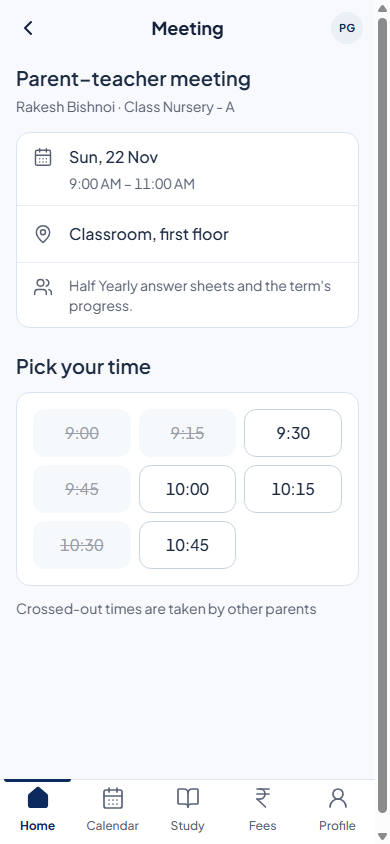 Meeting
PG
Parent–teacher meeting
Rakesh Bishnoi · Class Nursery - A
Sun, 22 Nov
9:00 AM – 11:00 AM
Classroom, first floor
Half Yearly answer sheets and the term's
progress.
Pick your time
9:00 9:15 9:30
9:45 10:00 10:15
10:30 10:45
Crossed-out times are taken by other parents
Home Calendar Study Fees Profile